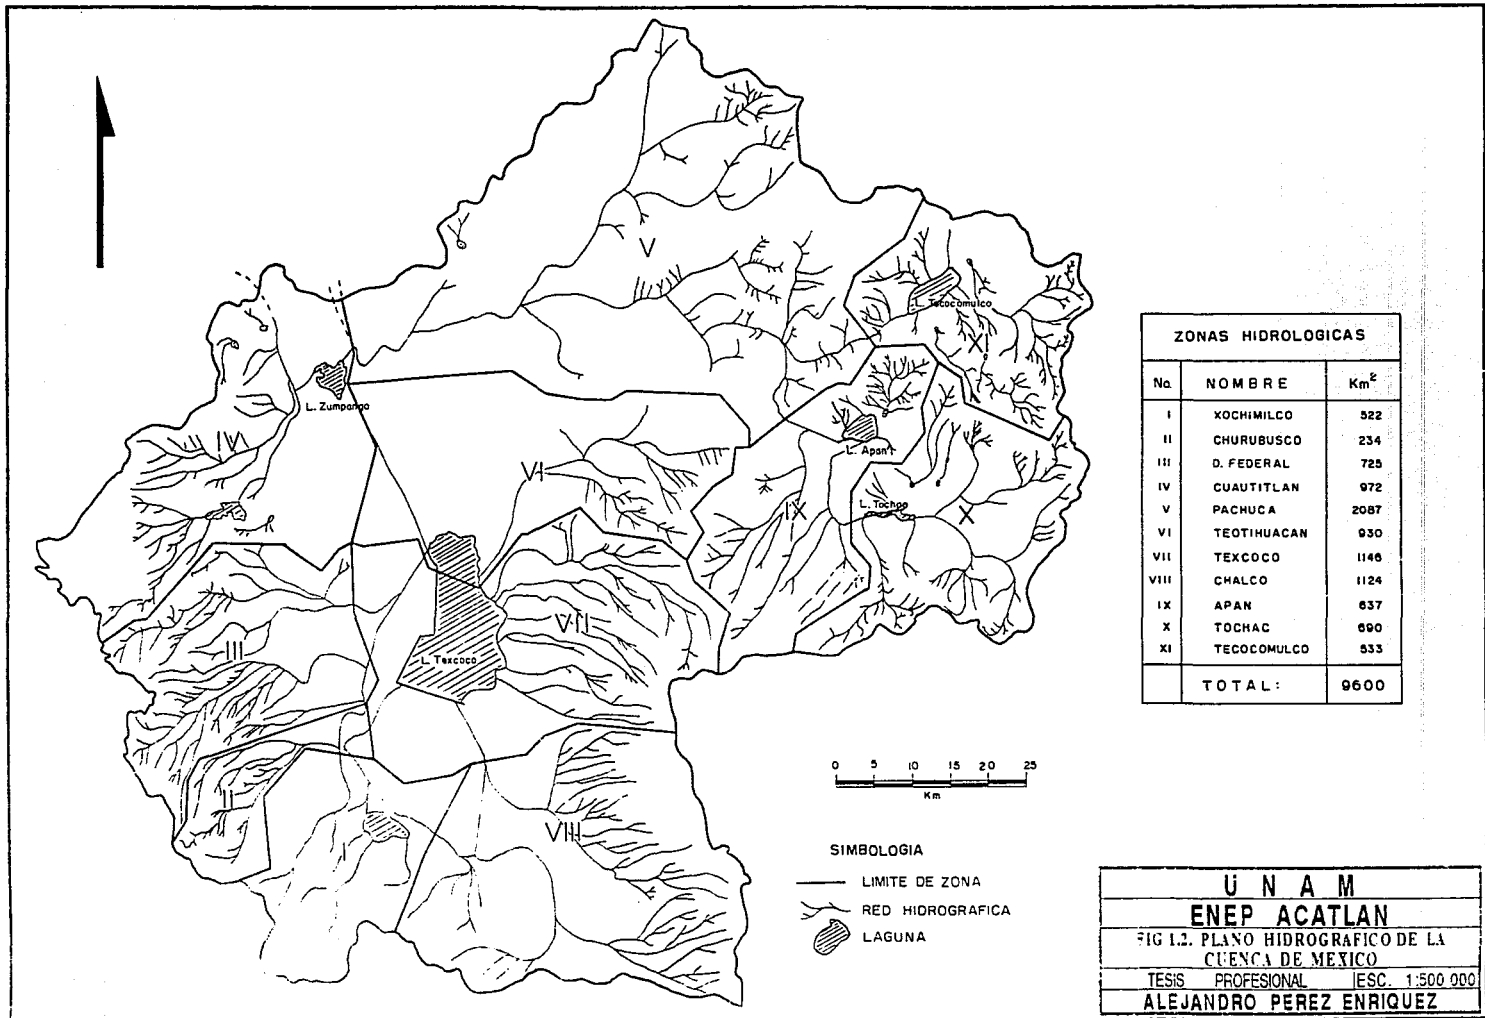 V
L. Tecocomulco
XI
L. Zumpango
IV
L. Apan
VI
IX
L. Tochac
X
VII
III
L. Texcoco
II
VIII
ZONAS HIDROLOGICAS
No. NOMBRE Km²
I XOCHIMILCO 522
II CHURUBUSCO 234
III D. FEDERAL 725
IV CUAUTITLAN 972
V PACHUCA 2087
VI TEOTIHUACAN 930
VII TEXCOCO 1146
VIII CHALCO 1124
IX APAN 637
X TOCHAC 690
XI TECOCOMULCO 533
TOTAL: 9600
0 5 10 15 20 25
Km
SIMBOLOGIA
LIMITE DE ZONA
RED HIDROGRAFICA
LAGUNA
U N A M
ENEP ACATLAN
FIG 1.2. PLANO HIDROGRAFICO DE LA
CUENCA DE MEXICO
TESIS PROFESIONAL ESC. 1:500 000
ALEJANDRO PEREZ ENRIQUEZ